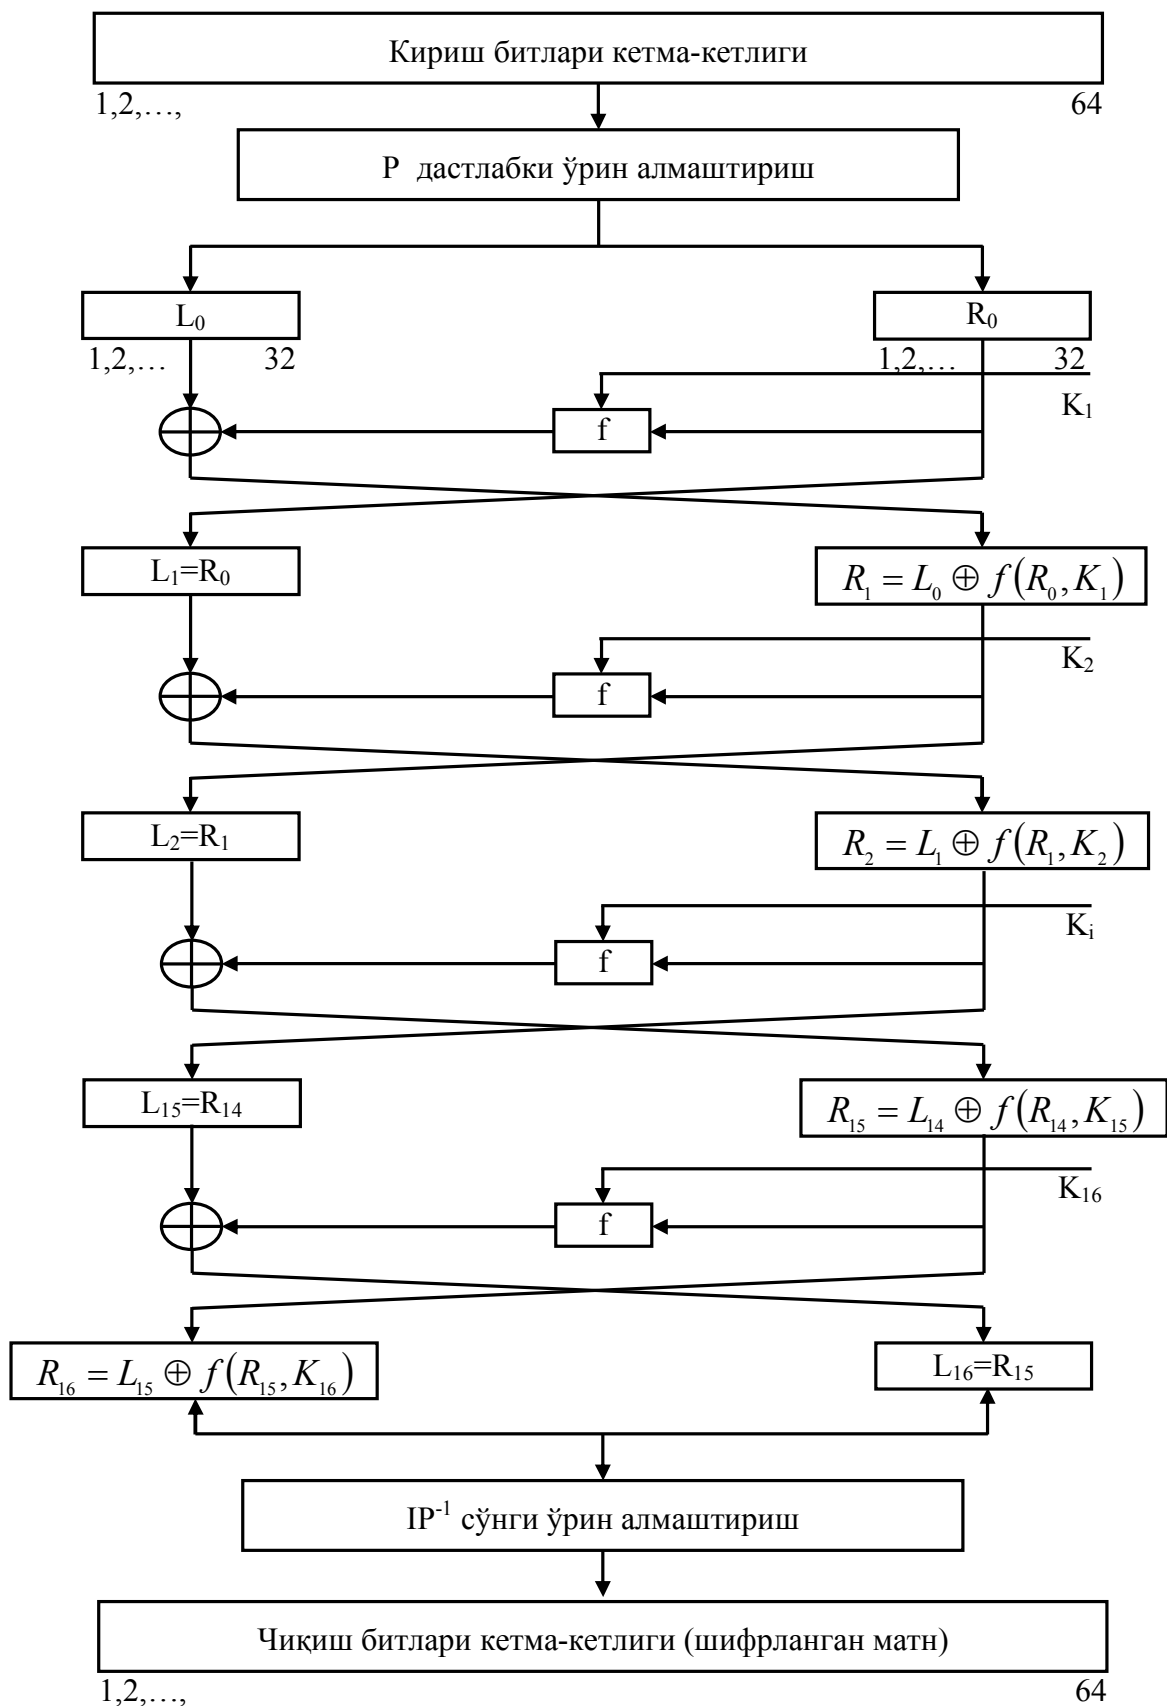 Кириш битлари кетма-кетлиги
1,2,…, 64
P дастлабки ўрин алмаштириш
L₀ R₀
1,2,… 32 1,2,… 32
K₁
f
L₁=R₀ R₁ = L₀ ⊕ f(R₀, K₁)
K₂
f
L₂=R₁ R₂ = L₁ ⊕ f(R₁, K₂)
Kᵢ
f
L₁₅=R₁₄ R₁₅ = L₁₄ ⊕ f(R₁₄, K₁₅)
K₁₆
f
R₁₆ = L₁₅ ⊕ f(R₁₅, K₁₆) L₁₆=R₁₅
IP⁻¹ сўнги ўрин алмаштириш
Чиқиш битлари кетма-кетлиги (шифрланган матн)
1,2,…, 64